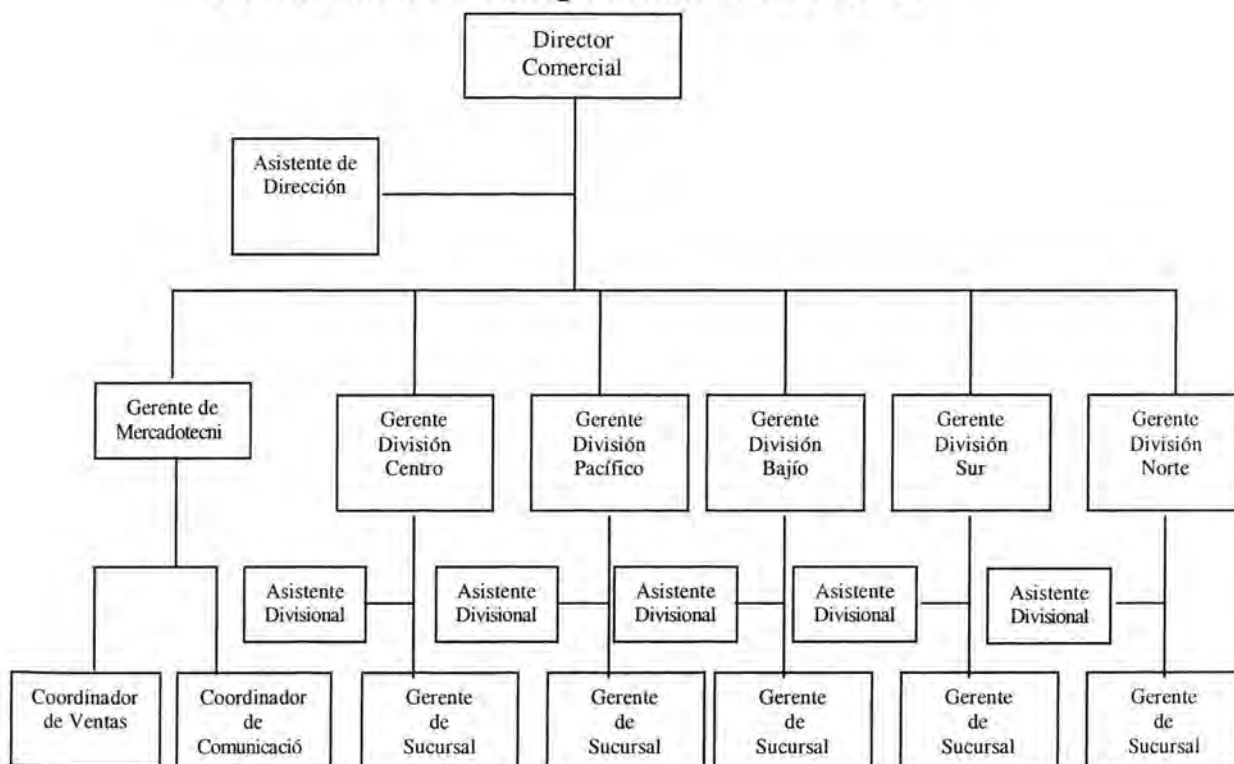 Director
Comercial
Asistente de
Dirección
Gerente de
Mercadotecni
Gerente
División
Centro
Gerente
División
Pacífico
Gerente
División
Bajío
Gerente
División
Sur
Gerente
División
Norte
Asistente
Divisional
Asistente
Divisional
Asistente
Divisional
Asistente
Divisional
Asistente
Divisional
Coordinador
de Ventas
Coordinador
de
Comunicació
Gerente
de
Sucursal
Gerente
de
Sucursal
Gerente
de
Sucursal
Gerente
de
Sucursal
Gerente
de
Sucursal